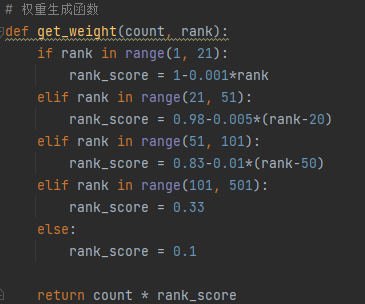 # 权重生成函数
def get_weight(count, rank):
    if rank in range(1, 21):
        rank_score = 1-0.001*rank
    elif rank in range(21, 51):
        rank_score = 0.98-0.005*(rank-20)
    elif rank in range(51, 101):
        rank_score = 0.83-0.01*(rank-50)
    elif rank in range(101, 501):
        rank_score = 0.33
    else:
        rank_score = 0.1
    return count * rank_score